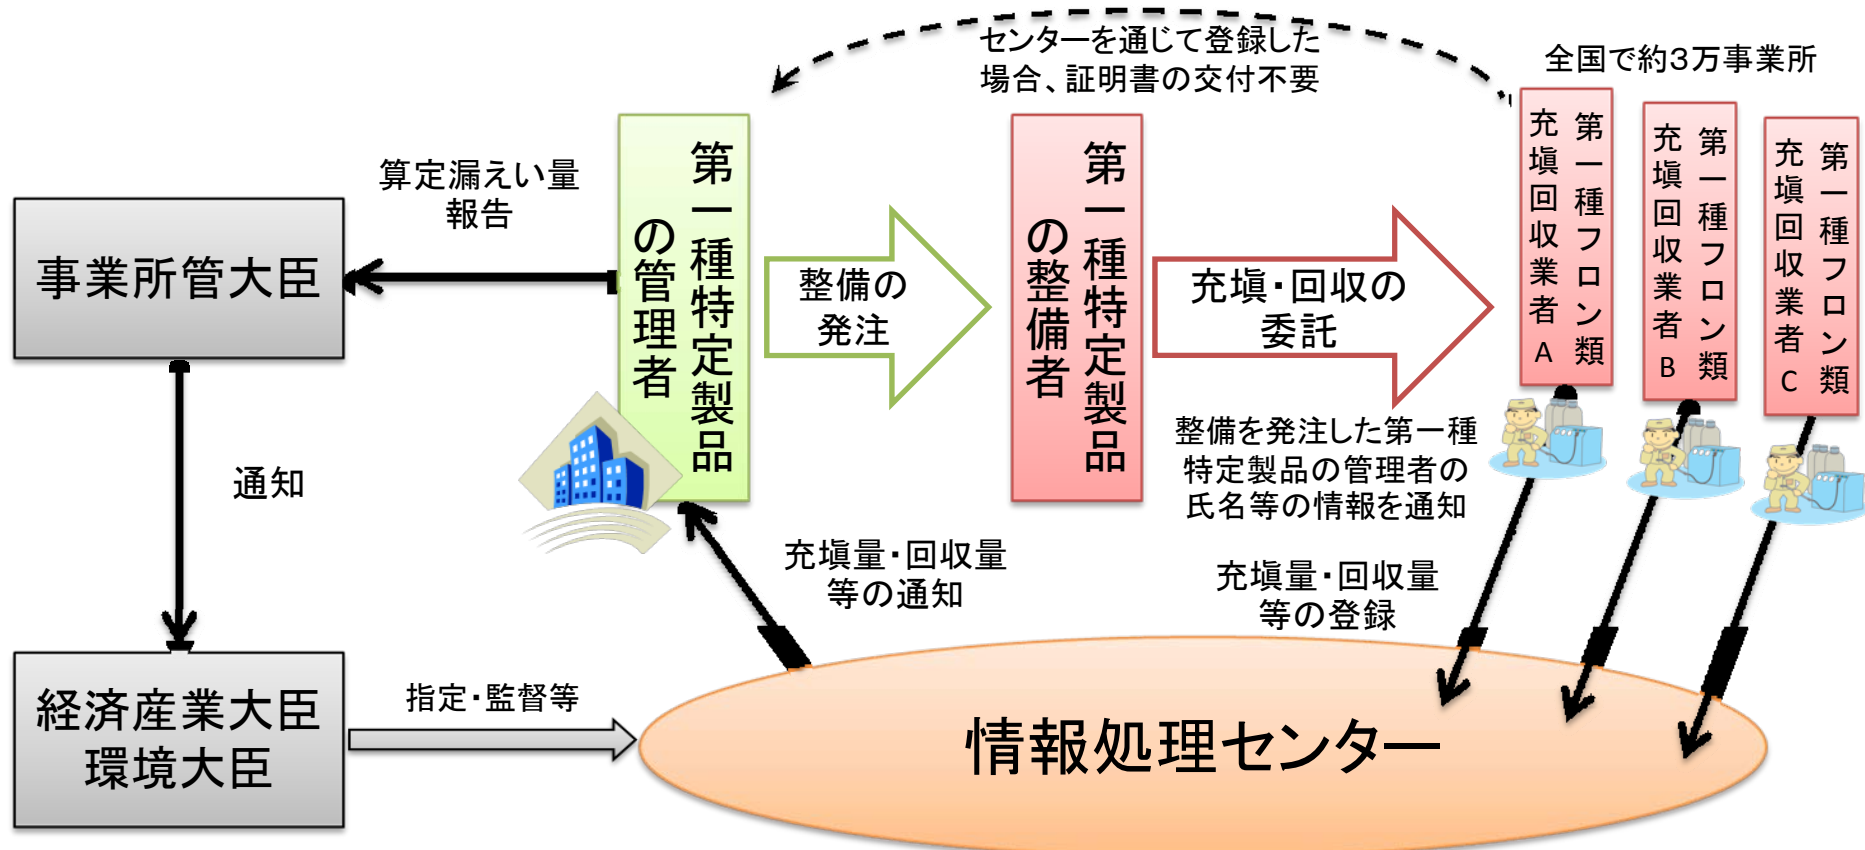 センターを通じて登録した
場合、証明書の交付不要
全国で約3万事業所
算定漏えい量
報告
事業所管大臣
第一種特定製品
の管理者
整備の
発注
第一種特定製品
の整備者
充塡・回収の
委託
第一種フロン類
充塡回収業者A
第一種フロン類
充塡回収業者B
第一種フロン類
充塡回収業者C
整備を発注した第一種
特定製品の管理者の
氏名等の情報を通知
通知
充塡量・回収量
等の通知
充塡量・回収量
等の登録
経済産業大臣
環境大臣
指定・監督等
情報処理センター